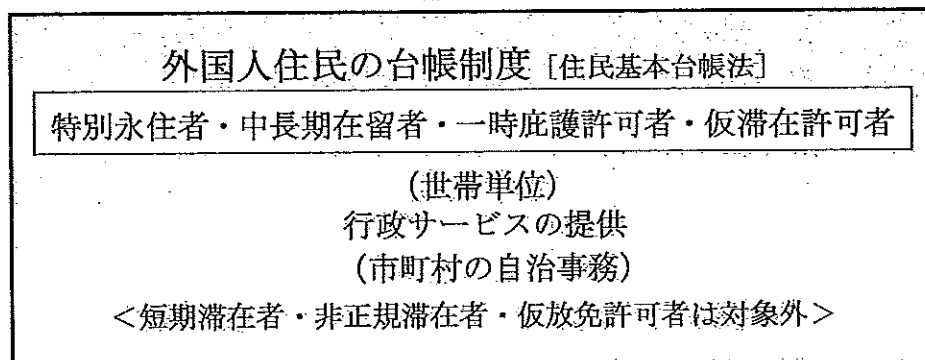 外国人住民の台帳制度 [住民基本台帳法]
特別永住者・中長期在留者・一時庇護許可者・仮滞在許可者
(世帯単位)
行政サービスの提供
(市町村の自治事務)
<短期滞在者・非正規滞在者・仮放免許可者は対象外>